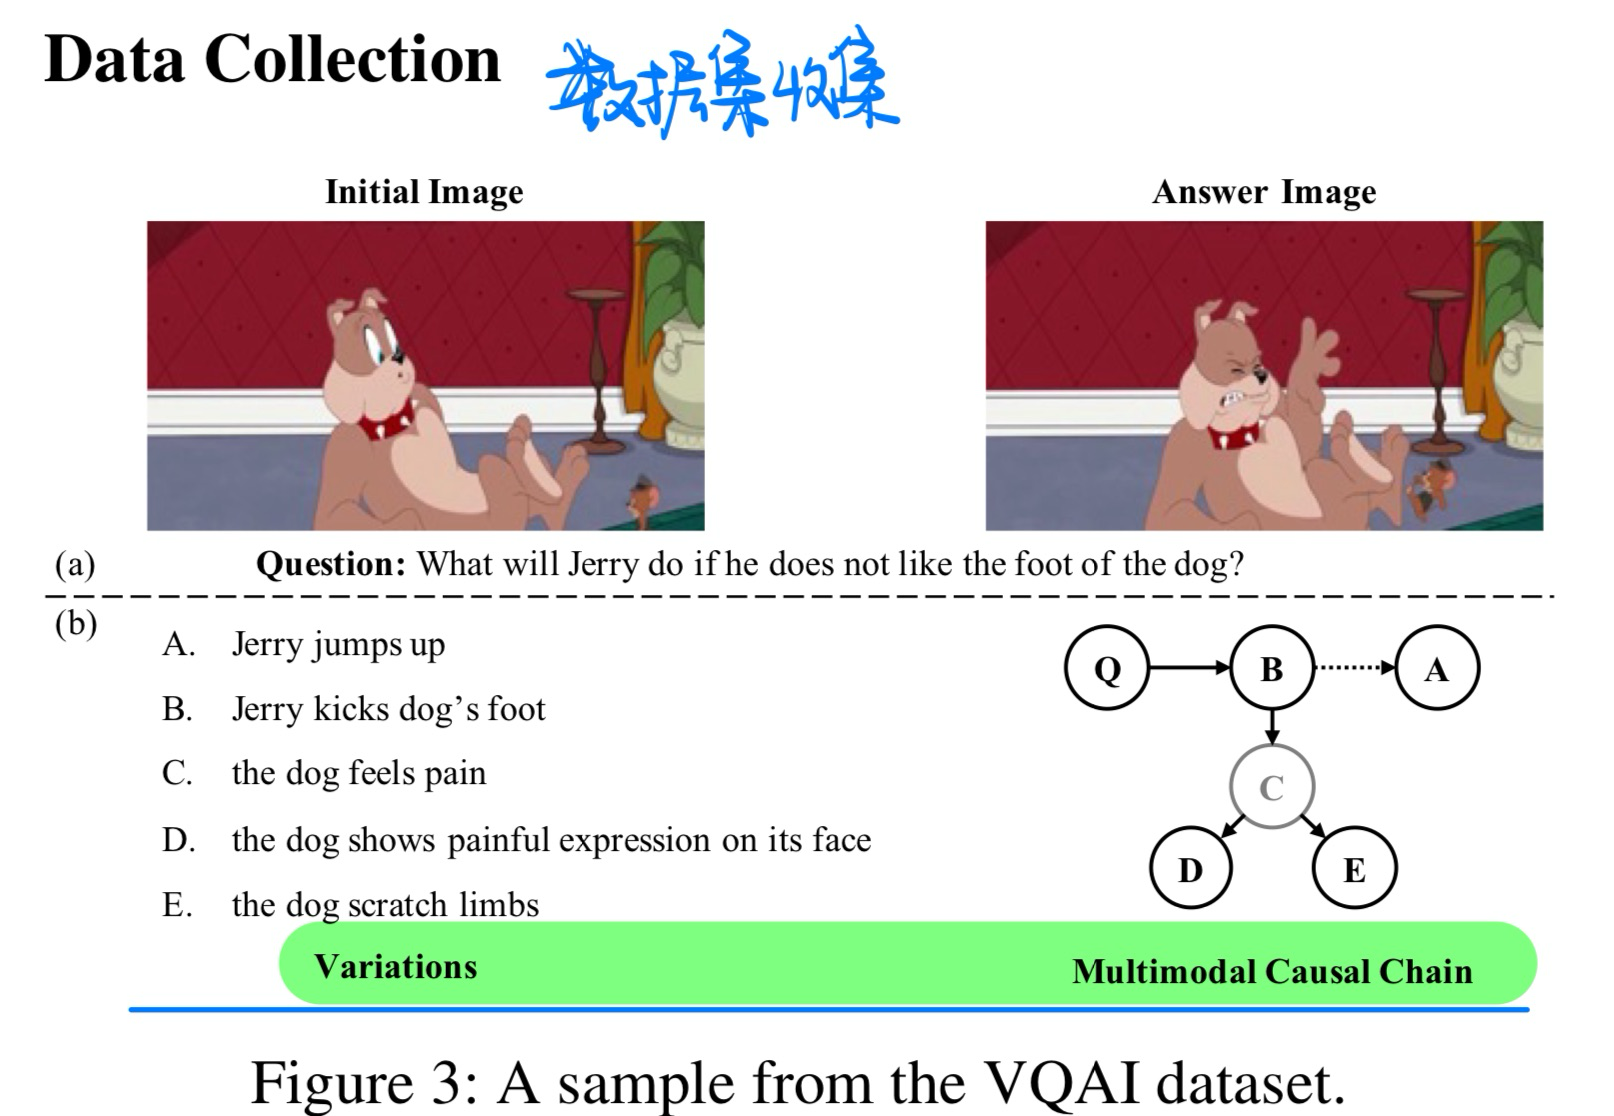 Data Collection 数据集收集
Initial Image
Answer Image
(a) Question: What will Jerry do if he does not like the foot of the dog?
(b)
A. Jerry jumps up
B. Jerry kicks dog's foot
C. the dog feels pain
D. the dog shows painful expression on its face
E. the dog scratch limbs
Variations
Q B A
C
D E
Multimodal Causal Chain
Figure 3: A sample from the VQAI dataset.